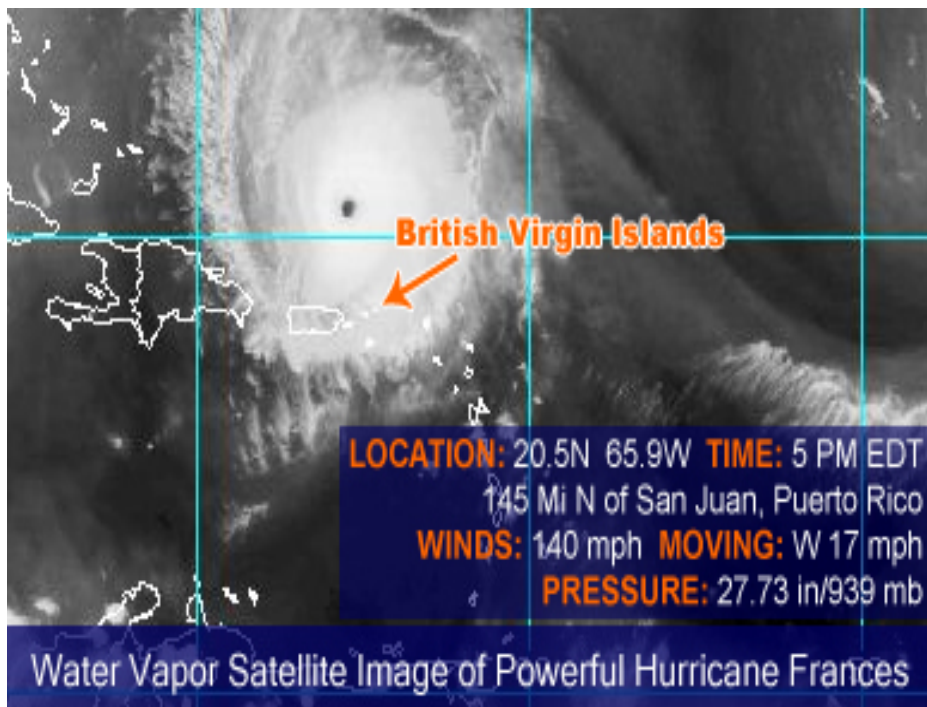 British Virgin Islands
LOCATION: 20.5N 65.9W TIME: 5 PM EDT
145 Mi N of San Juan, Puerto Rico
WINDS: 140 mph MOVING: W 17 mph
PRESSURE: 27.73 in/939 mb
Water Vapor Satellite Image of Powerful Hurricane Frances